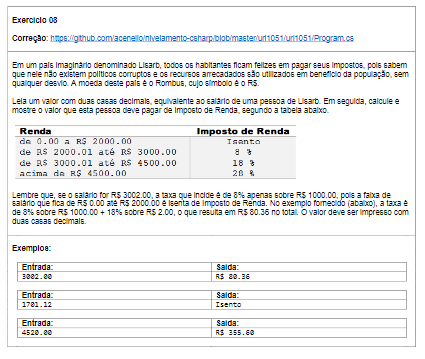 Exercício 08
Correção: https://github.com/acenelio/nivelamento-csharp/blob/master/uri1051/uri1051/Program.cs
Em um país imaginário denominado Lisarb, todos os habitantes ficam felizes em pagar seus impostos, pois sabem
que nele não existem políticos corruptos e os recursos arrecadados são utilizados em benefício da população, sem
qualquer desvio. A moeda deste país é o Rombus, cujo símbolo é o R$.
Leia um valor com duas casas decimais, equivalente ao salário de uma pessoa de Lisarb. Em seguida, calcule e
mostre o valor que esta pessoa deve pagar de Imposto de Renda, segundo a tabela abaixo.
Renda Imposto de Renda
de 0.00 a R$ 2000.00 Isento
de R$ 2000.01 até R$ 3000.00 8 %
de R$ 3000.01 até R$ 4500.00 18 %
acima de R$ 4500.00 28 %
Lembre que, se o salário for R$ 3002.00, a taxa que incide é de 8% apenas sobre R$ 1000.00, pois a faixa de
salário que fica de R$ 0.00 até R$ 2000.00 é isenta de Imposto de Renda. No exemplo fornecido (abaixo), a taxa é
de 8% sobre R$ 1000.00 + 18% sobre R$ 2.00, o que resulta em R$ 80.36 no total. O valor deve ser impresso com
duas casas decimais.
Exemplos:
Entrada: Saída:
3002.00 R$ 80.36
Entrada: Saída:
1701.12 Isento
Entrada: Saída:
4520.00 R$ 355.60